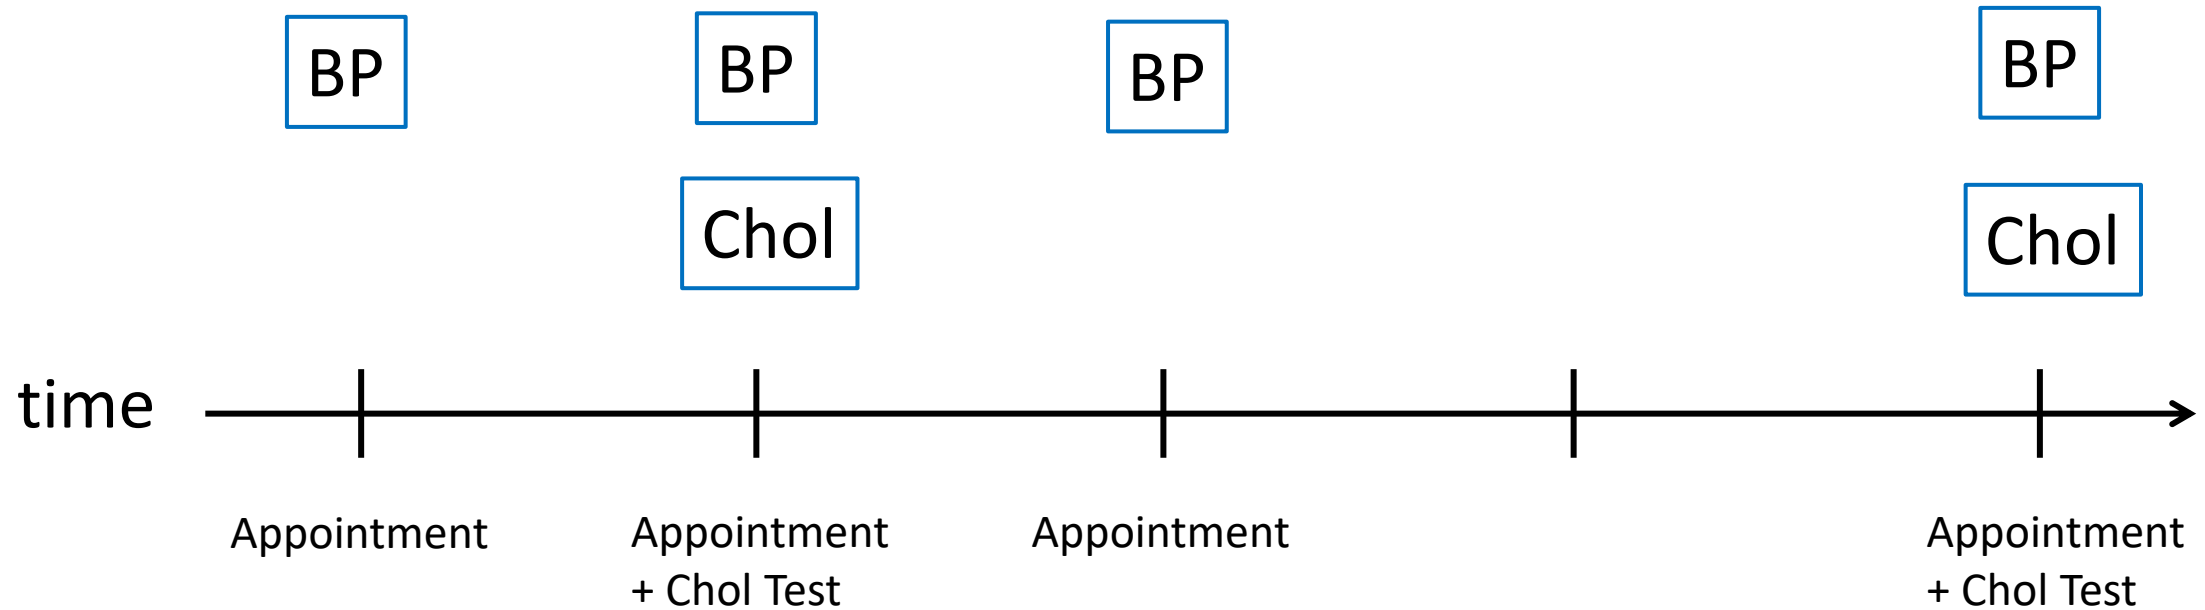 BP
BP
BP
BP
Chol
Chol
time
Appointment
Appointment
+ Chol Test
Appointment
Appointment
+ Chol Test